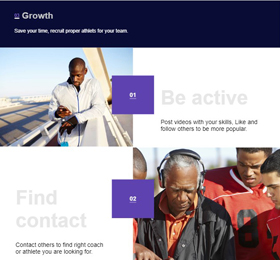 Growth
Save your time, recruit proper athlets for your team.
01
Be active
Post videos with your skills, Like and
follow others to be more popular.
Find
contact
02
Contact others to find right coach
or athlete you are looking for.